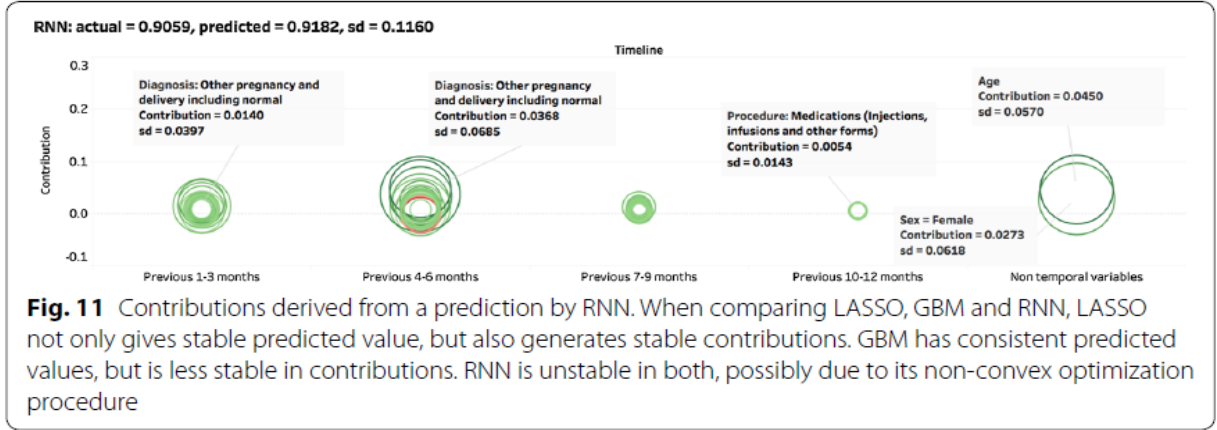 RNN: actual = 0.9059, predicted = 0.9182, sd = 0.1160
Timeline
Contribution
0.3
0.2
0.1
0.0
-0.1
Diagnosis: Other pregnancy and
delivery including normal
Contribution = 0.0140
sd = 0.0397
Diagnosis: Other pregnancy
and delivery including normal
Contribution = 0.0368
sd = 0.0685
Procedure: Medications (Injections,
infusions and other forms)
Contribution = 0.0054
sd = 0.0143
Age
Contribution = 0.0450
sd = 0.0570
Sex = Female
Contribution = 0.0273
sd = 0.0618
Previous 1-3 months
Previous 4-6 months
Previous 7-9 months
Previous 10-12 months
Non temporal variables
Fig. 11 Contributions derived from a prediction by RNN. When comparing LASSO, GBM and RNN, LASSO
not only gives stable predicted value, but also generates stable contributions. GBM has consistent predicted
values, but is less stable in contributions. RNN is unstable in both, possibly due to its non-convex optimization
procedure